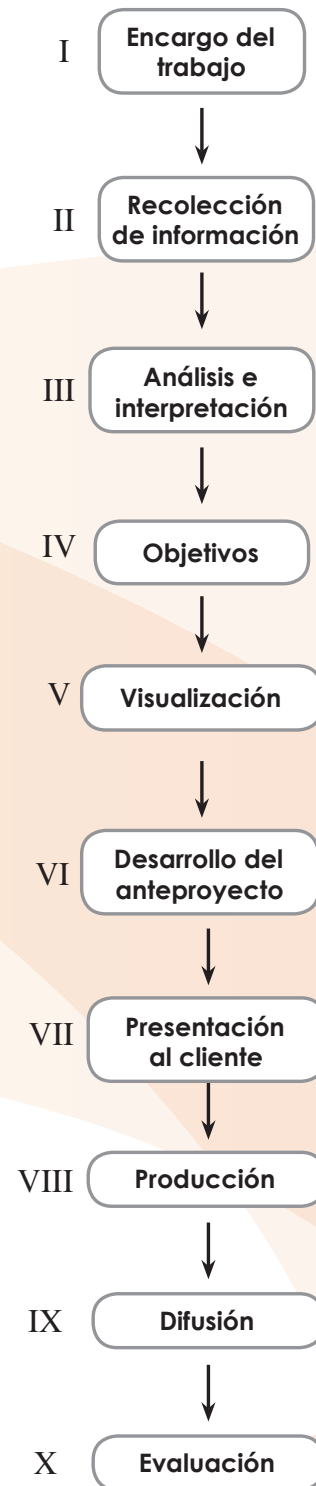 I
Encargo del
trabajo
II
Recolección
de información
III
Análisis e
interpretación
IV
Objetivos
V
Visualización
VI
Desarrollo del
anteproyecto
VII
Presentación
al cliente
VIII
Producción
IX
Difusión
X
Evaluación